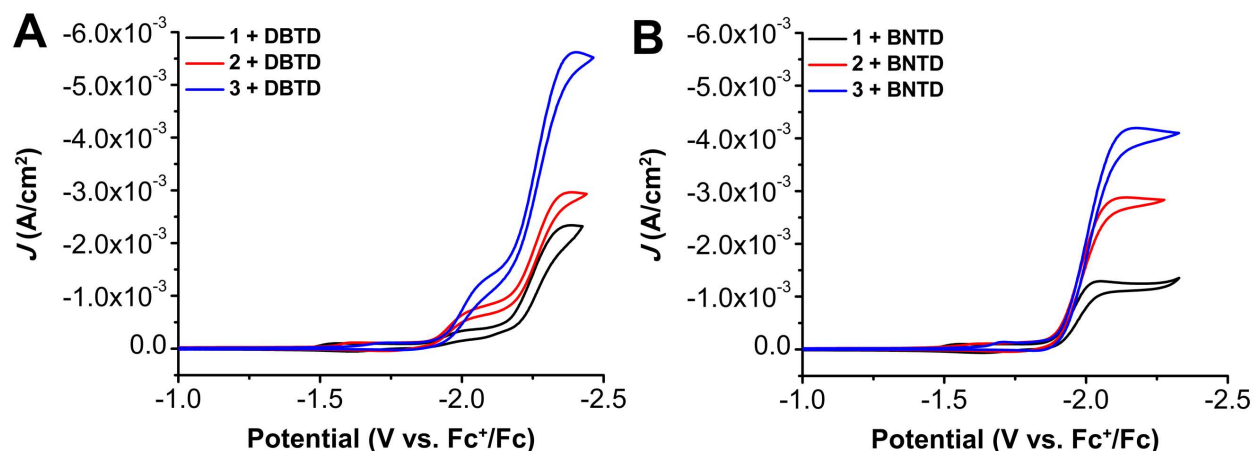 A
1 + DBTD
2 + DBTD
3 + DBTD
-6.0x10⁻³
-5.0x10⁻³
-4.0x10⁻³
-3.0x10⁻³
-2.0x10⁻³
-1.0x10⁻³
0.0
J (A/cm²)
-1.0 -1.5 -2.0 -2.5
Potential (V vs. Fc⁺/Fc)
B
1 + BNTD
2 + BNTD
3 + BNTD
-6.0x10⁻³
-5.0x10⁻³
-4.0x10⁻³
-3.0x10⁻³
-2.0x10⁻³
-1.0x10⁻³
0.0
J (A/cm²)
-1.0 -1.5 -2.0 -2.5
Potential (V vs. Fc⁺/Fc)